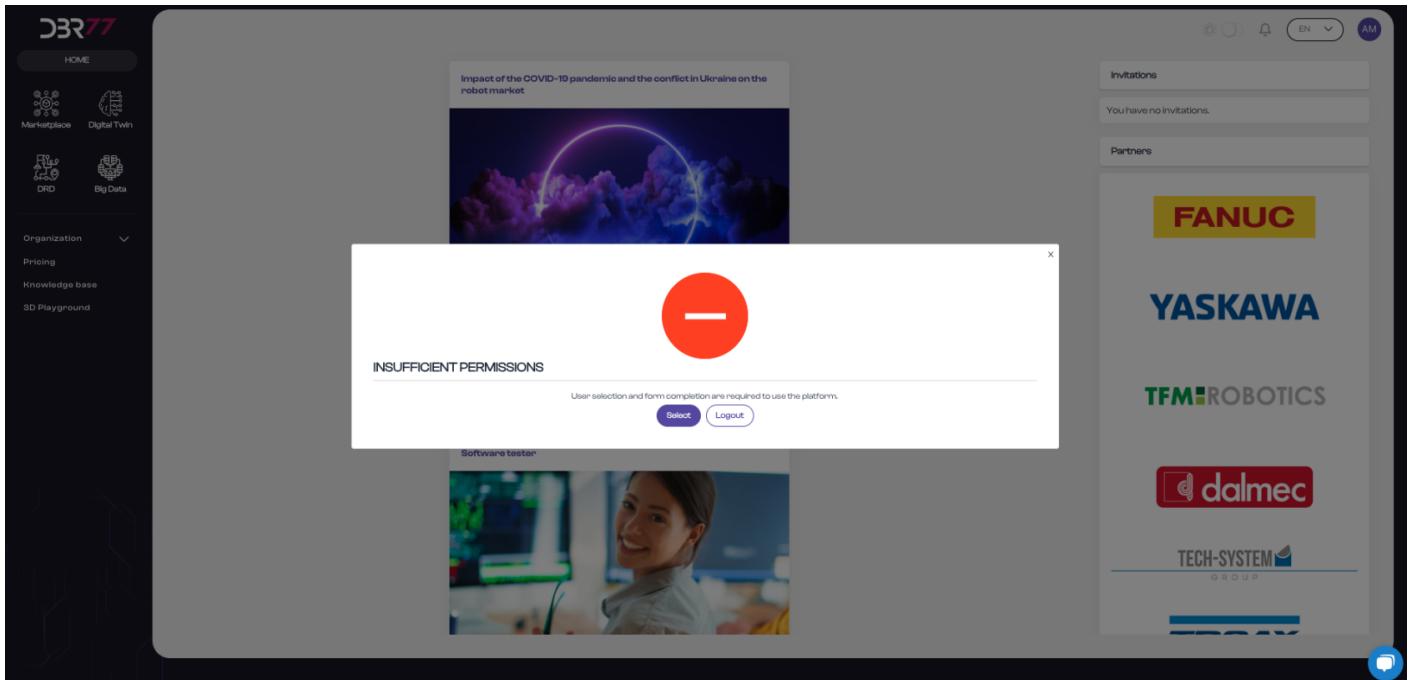 DBR77
HOME
Marketplace
Digital Twin
DRD
Big Data
Organization
Pricing
Knowledge base
3D Playground
EN
AM
Impact of the COVID-19 pandemic and the conflict in Ukraine on the
robot market
Invitations
You have no invitations.
Partners
FANUC
YASKAWA
TFM ROBOTICS
dalmec
TECH-SYSTEM
GROUP
x
INSUFFICIENT PERMISSIONS
User selection and form completion are required to use the platform.
Select
Logout
Software tester